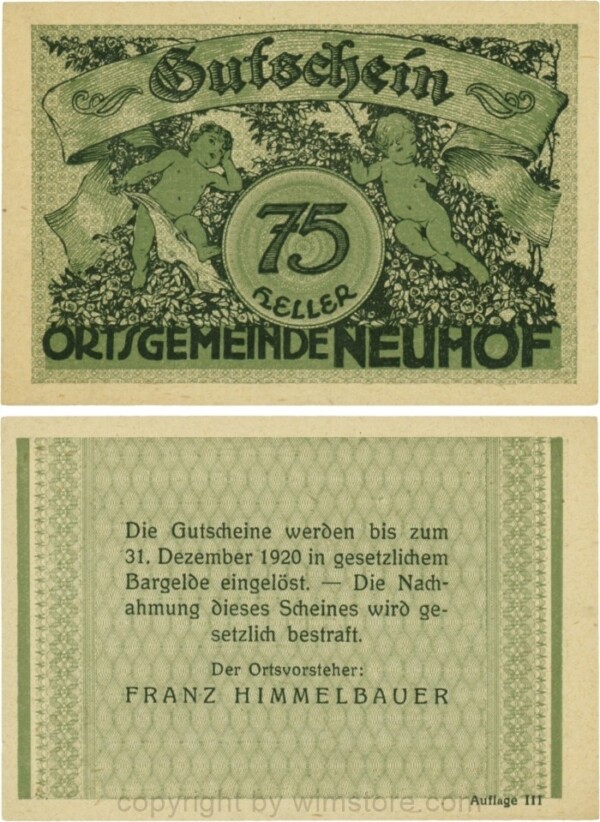 Gutschein
75
HELLER
ORTSGEMEINDE NEUHOF
Die Gutscheine werden bis zum
31. Dezember 1920 in gesetzlichem
Bargelde eingelöst. — Die Nach-
ahmung dieses Scheines wird ge-
setzlich bestraft.
Der Ortsvorsteher:
FRANZ HIMMELBAUER
Auflage III
copyright by wimstore.com